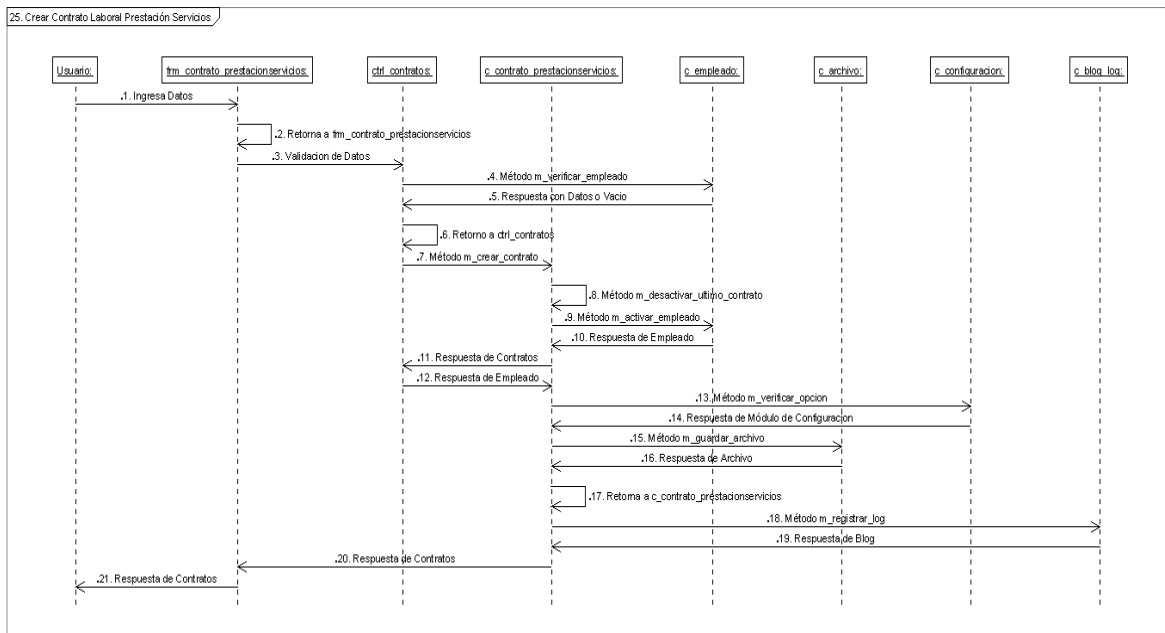 25. Crear Contrato Laboral Prestación Servicios
Usuario:
frm_contrato_prestacionservicios:
ctrl_contratos:
c_contrato_prestacionservicios:
c_empleado:
c_archivo:
c_configuracion:
c_blog_log:
.1. Ingresa Datos
.2. Retorna a frm_contrato_prestacionservicios
.3. Validacion de Datos
.4. Método m_verificar_empleado
.5. Respuesta con Datos o Vacio
.6. Retorno a ctrl_contratos
.7. Método m_crear_contrato
.8. Método m_desactivar_ultimo_contrato
.9. Método m_activar_empleado
.10. Respuesta de Empleado
.11. Respuesta de Contratos
.12. Respuesta de Empleado
.13. Método m_verificar_opcion
.14. Respuesta de Módulo de Configuracion
.15. Método m_guardar_archivo
.16. Respuesta de Archivo
.17. Retorna a c_contrato_prestacionservicios
.18. Método m_registrar_log
.19. Respuesta de Blog
.20. Respuesta de Contratos
.21. Respuesta de Contratos